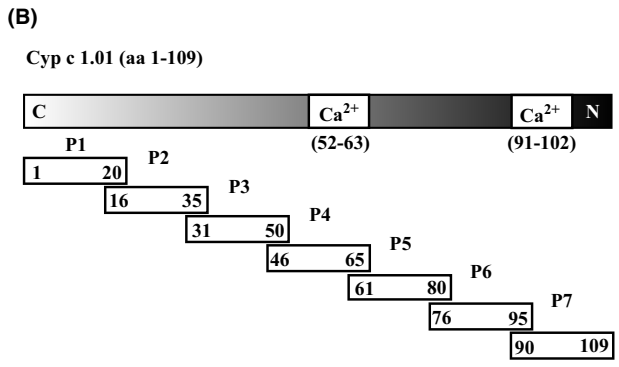 (B)
Cyp c 1.01 (aa 1-109)
C Ca2+ Ca2+ N
(52-63) (91-102)
P1 P2
1 20
P3
16 35
P4
31 50
P5
46 65
P6
61 80
P7
76 95
90 109